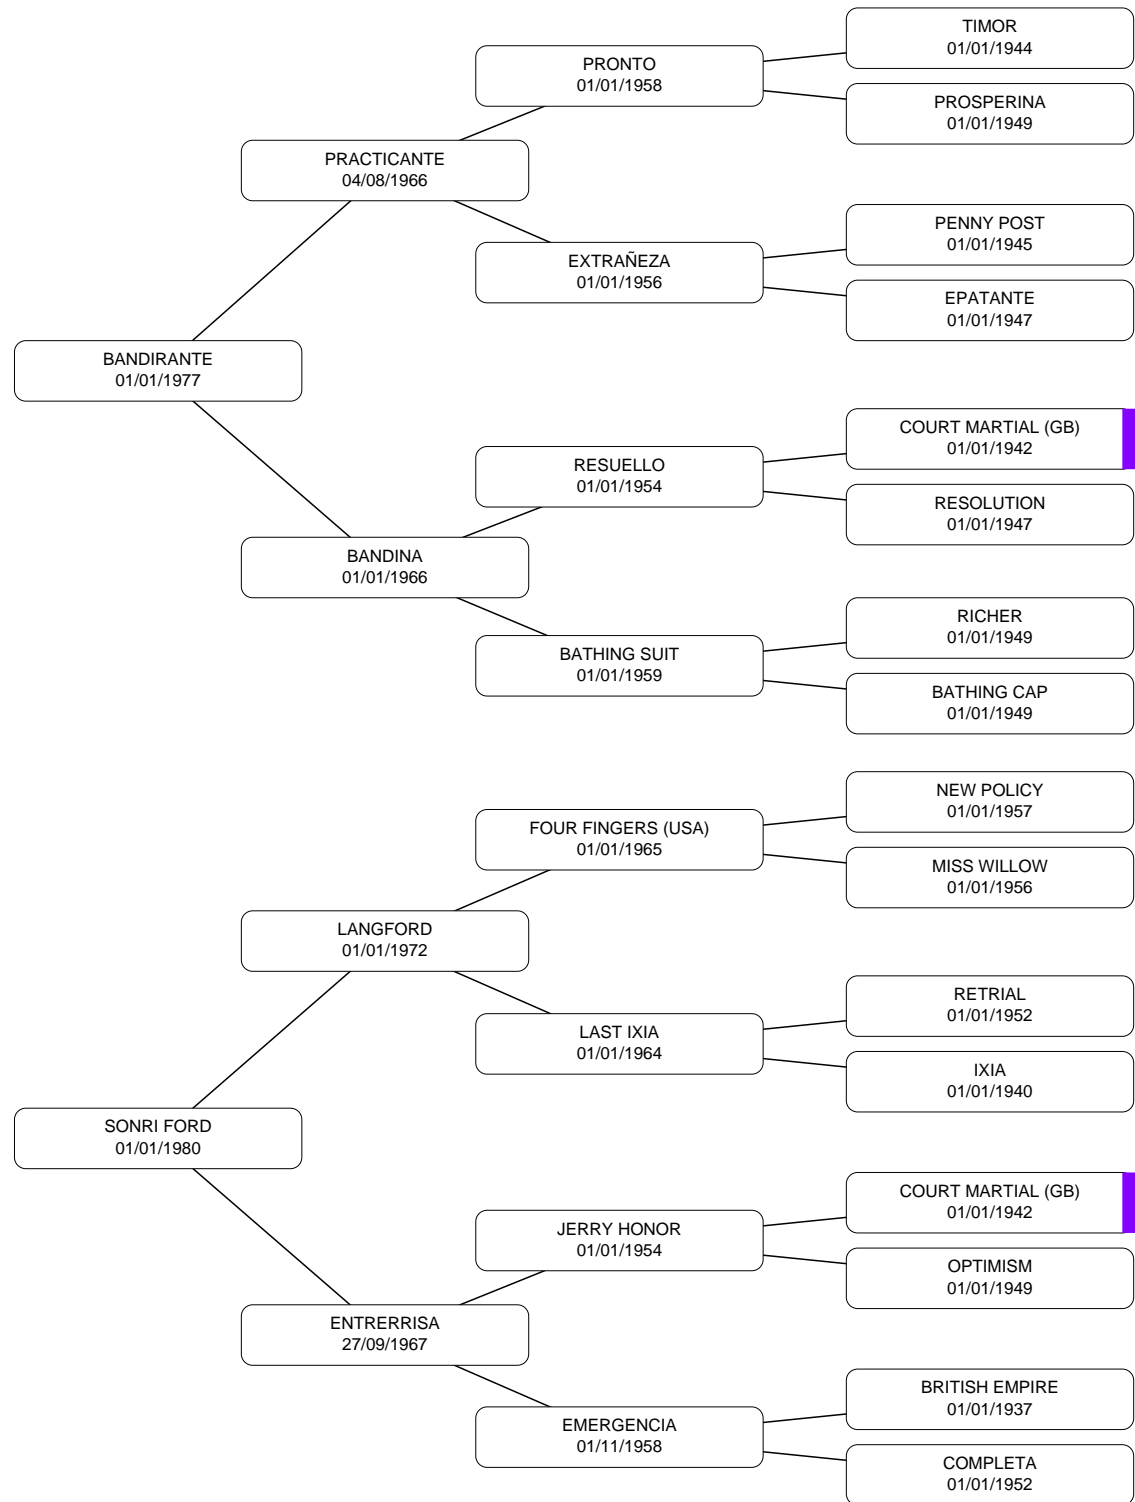 TIMOR
01/01/1944
PRONTO
01/01/1958
PROSPERINA
01/01/1949
PRACTICANTE
04/08/1966
PENNY POST
01/01/1945
EXTRAÑEZA
01/01/1956
EPATANTE
01/01/1947
BANDIRANTE
01/01/1977
COURT MARTIAL (GB)
01/01/1942
RESUELLO
01/01/1954
RESOLUTION
01/01/1947
BANDINA
01/01/1966
RICHER
01/01/1949
BATHING SUIT
01/01/1959
BATHING CAP
01/01/1949
NEW POLICY
01/01/1957
FOUR FINGERS (USA)
01/01/1965
MISS WILLOW
01/01/1956
LANGFORD
01/01/1972
RETRIAL
01/01/1952
LAST IXIA
01/01/1964
IXIA
01/01/1940
SONRI FORD
01/01/1980
COURT MARTIAL (GB)
01/01/1942
JERRY HONOR
01/01/1954
OPTIMISM
01/01/1949
ENTRERRISA
27/09/1967
BRITISH EMPIRE
01/01/1937
EMERGENCIA
01/11/1958
COMPLETA
01/01/1952